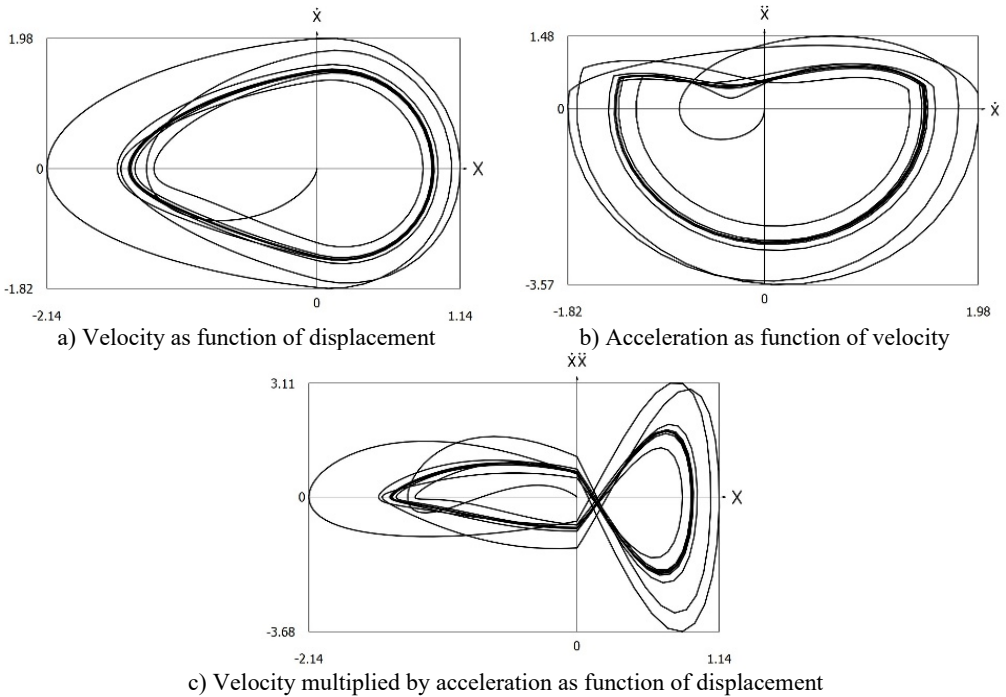 Ẋ
1.98
0
X
-1.82
0
-2.14
1.14
a) Velocity as function of displacement
Ẍ
1.48
0
Ẋ
-3.57
0
-1.82
1.98
b) Acceleration as function of velocity
ẊẌ
3.11
0
X
-3.68
0
-2.14
1.14
c) Velocity multiplied by acceleration as function of displacement